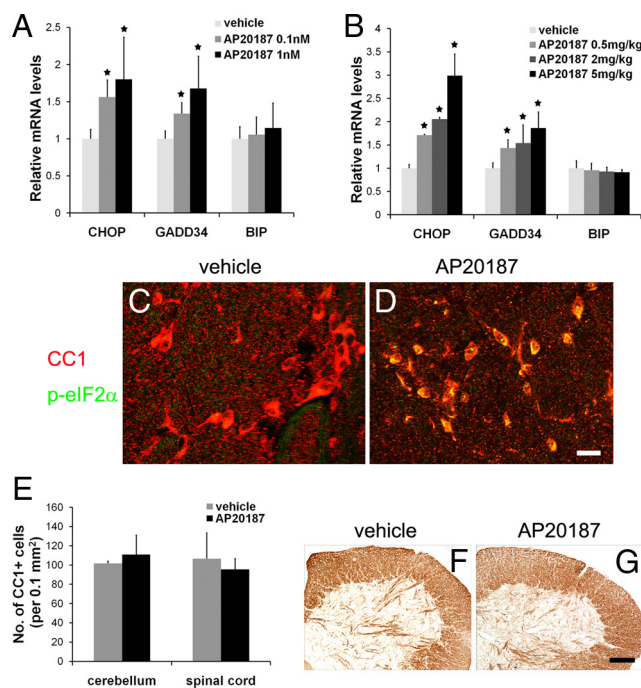 A
vehicle
AP20187 0.1nM
AP20187 1nM
Relative mRNA levels
2.5
2
1.5
1
0.5
0
CHOP
GADD34
BIP
B
vehicle
AP20187 0.5mg/kg
AP20187 2mg/kg
AP20187 5mg/kg
Relative mRNA levels
4
3.5
3
2.5
2
1.5
1
0.5
0
CHOP
GADD34
BIP
vehicle
AP20187
C
D
CC1
p-eIF2α
E
vehicle
AP20187
No. of CC1+ cells
(per 0.1 mm²)
160
140
120
100
80
60
40
20
0
cerebellum
spinal cord
vehicle
AP20187
F
G